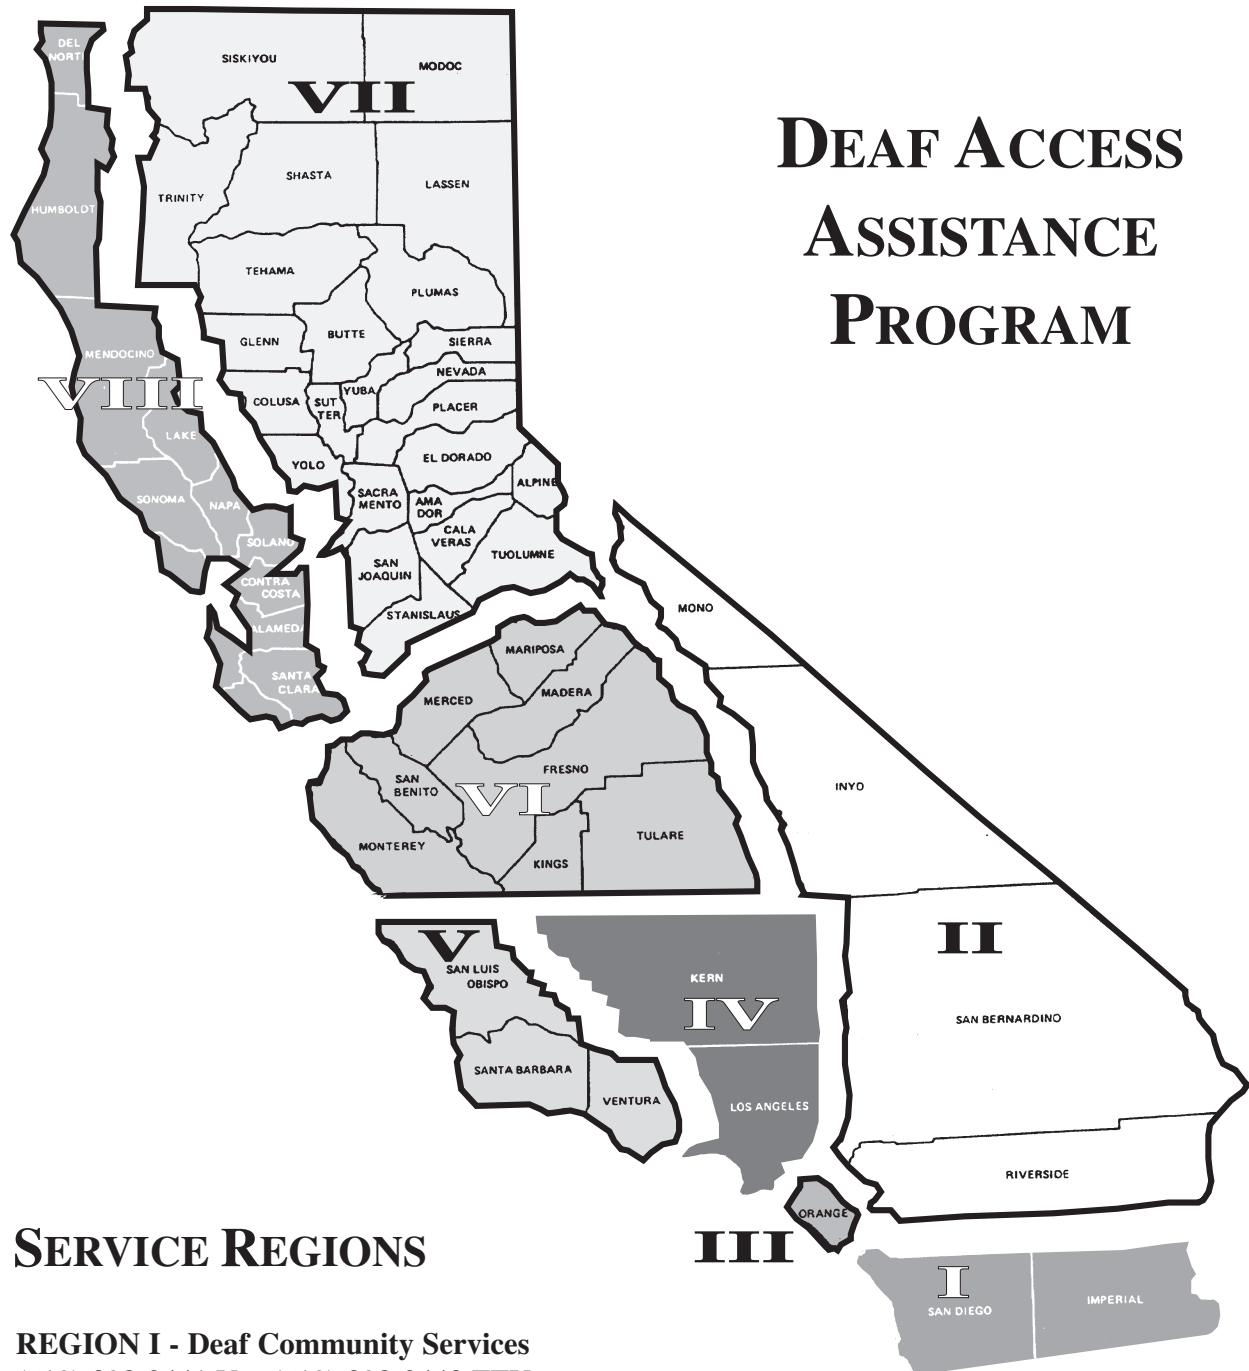 DEAF ACCESS
ASSISTANCE
PROGRAM
DEL
NORTE
SISKIYOU
MODOC
VII
HUMBOLDT
TRINITY
SHASTA
LASSEN
TEHAMA
PLUMAS
GLENN
BUTTE
SIERRA
MENDOCINO
NEVADA
VIII
COLUSA
SUT
TER
YUBA
PLACER
LAKE
YOLO
EL DORADO
ALPINE
SONOMA
NAPA
SACRA
MENTO
AMA
DOR
SOLANO
CALA
VERAS
TUOLUMNE
SAN
JOAQUIN
CONTRA
COSTA
STANISLAUS
MONO
ALAMEDA
SANTA
CLARA
MARIPOSA
MERCED
MADERA
SAN
BENITO
FRESNO
VI
INYO
MONTEREY
KINGS
TULARE
V
SAN LUIS
OBISPO
KERN
IV
II
SAN BERNARDINO
SANTA BARBARA
VENTURA
LOS ANGELES
RIVERSIDE
ORANGE
III
SERVICE REGIONS
I
SAN DIEGO
IMPERIAL
REGION I - Deaf Community Services